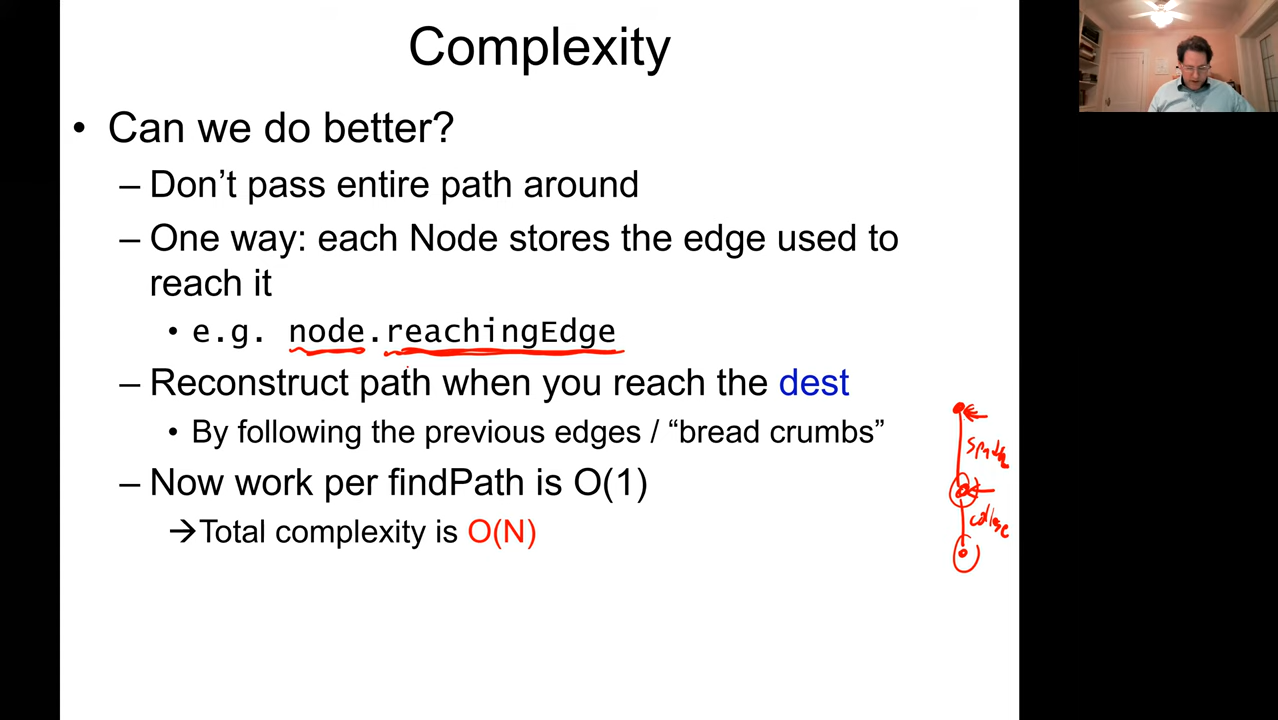 Complexity
• Can we do better?
– Don’t pass entire path around
– One way: each Node stores the edge used to
reach it
• e.g. node.reachingEdge
– Reconstruct path when you reach the dest
• By following the previous edges / “bread crumbs”
– Now work per findPath is O(1)
→Total complexity is O(N)
college